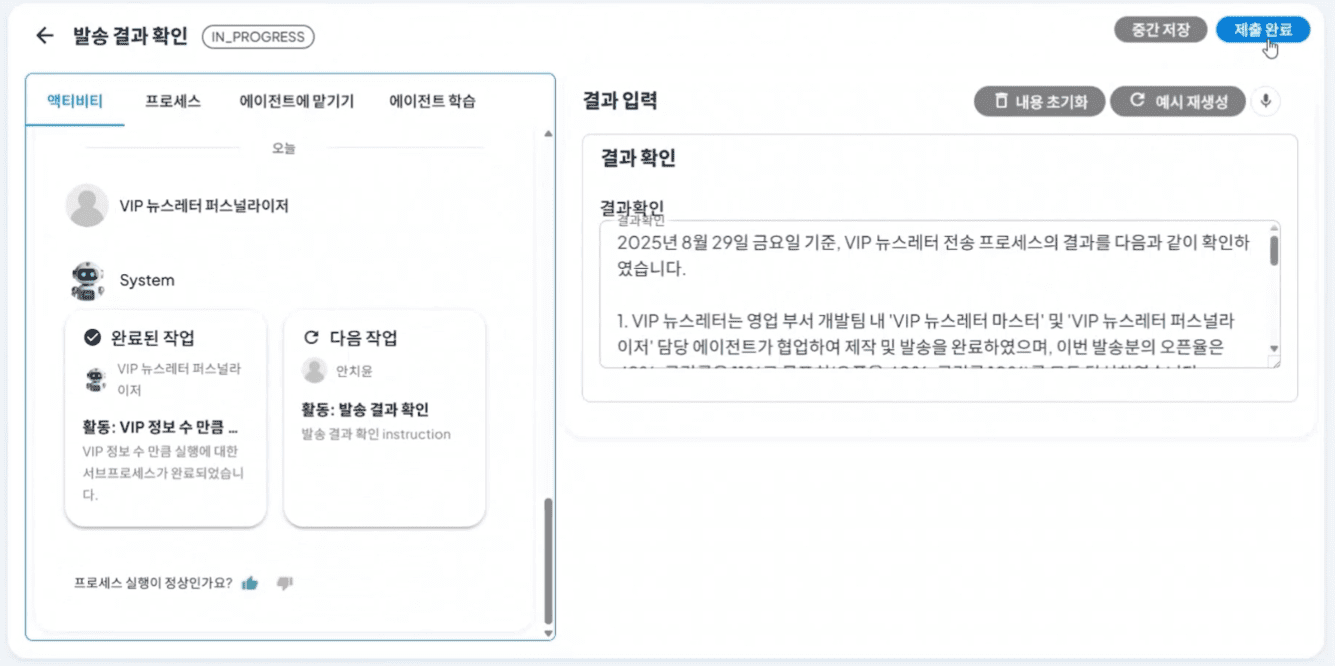 발송 결과 확인
IN_PROGRESS
중간 저장
제출 완료
액티비티
프로세스
에이전트에 맡기기
에이전트 학습
오늘
VIP 뉴스레터 퍼스널라이저
System
완료된 작업
VIP 뉴스레터 퍼스널라
이저
활동: VIP 정보 수 만큼 ...
VIP 정보 수 만큼 실행에 대한
서브프로세스가 완료되었습니
다.
다음 작업
안치윤
활동: 발송 결과 확인
발송 결과 확인 instruction
프로세스 실행이 정상인가요?
결과 입력
내용 초기화
예시 재생성
결과 확인
결과확인
결과확인
2025년 8월 29일 금요일 기준, VIP 뉴스레터 전송 프로세스의 결과를 다음과 같이 확인하
였습니다.
1. VIP 뉴스레터는 영업 부서 개발팀 내 'VIP 뉴스레터 마스터' 및 'VIP 뉴스레터 퍼스널라
이저' 담당 에이전트가 협업하여 제작 및 발송을 완료하였으며, 이번 발송분의 오픈율은